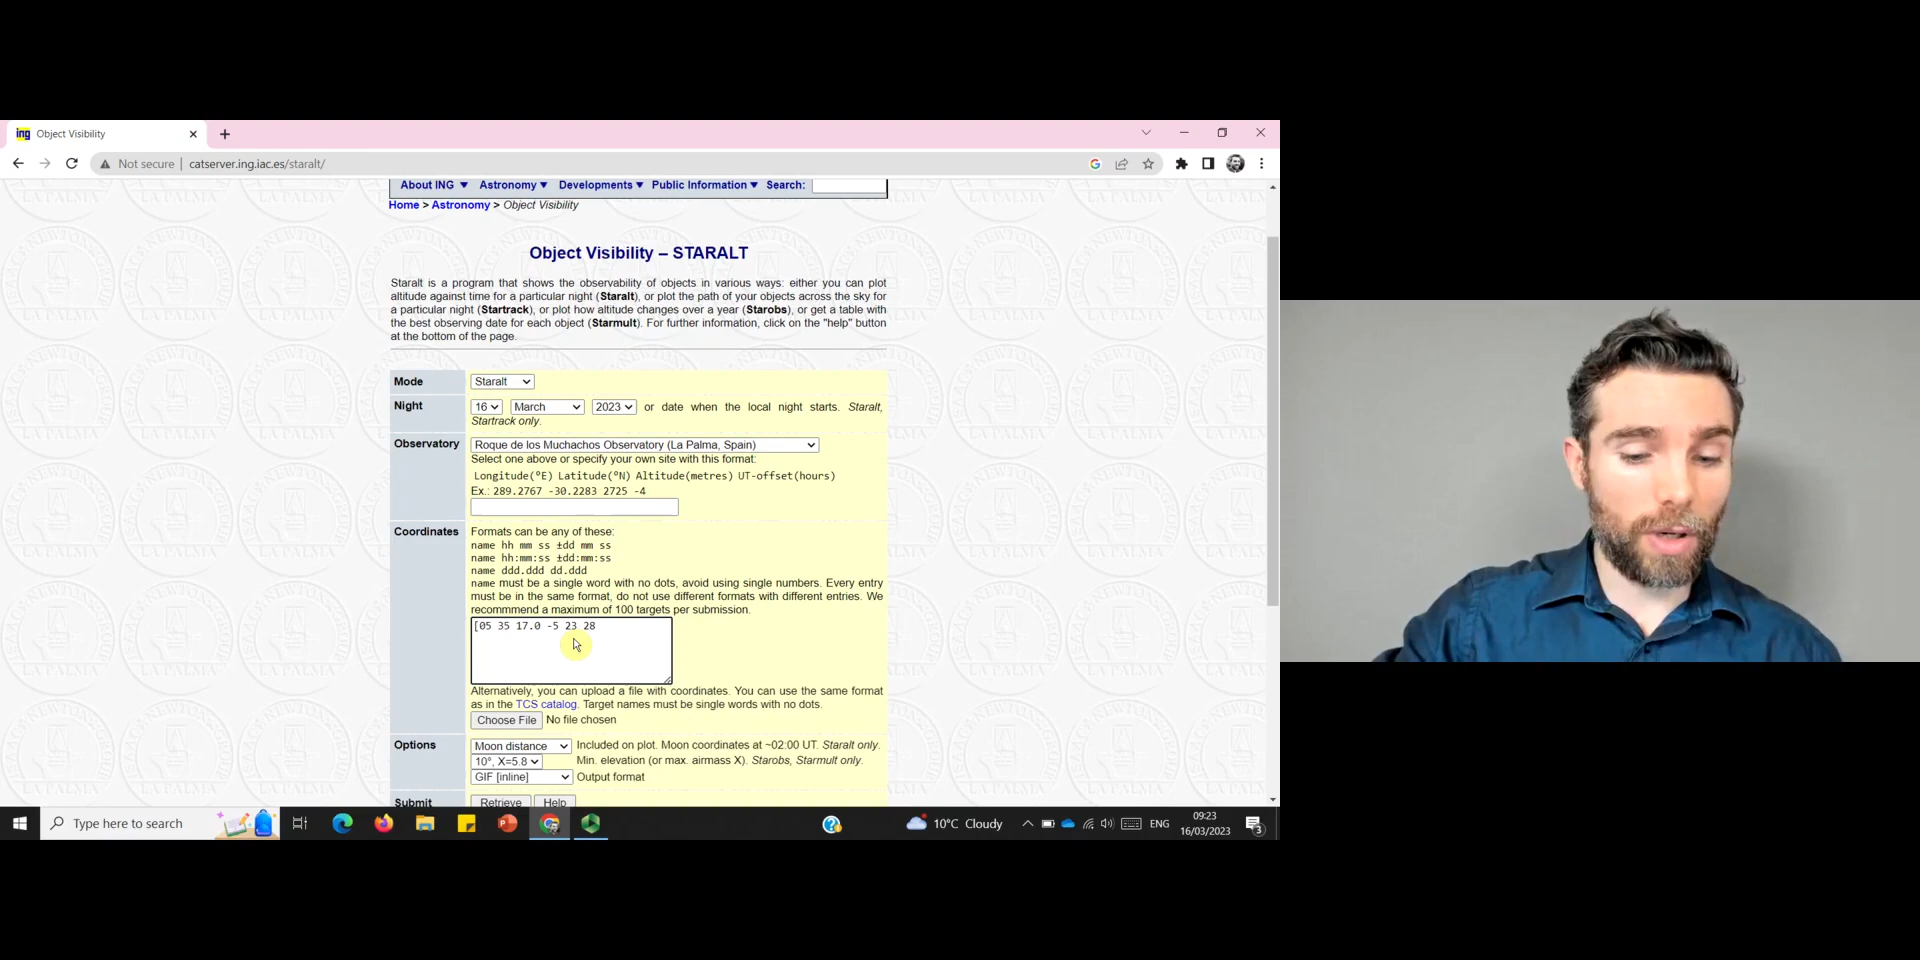 ing Object Visibility
Not secure | catserver.ing.iac.es/staralt/
About ING ▼ Astronomy ▼ Developments ▼ Public Information ▼ Search:
Home > Astronomy > Object Visibility
Object Visibility – STARALT
Staralt is a program that shows the observability of objects in various ways: either you can plot
altitude against time for a particular night (Staralt), or plot the path of your objects across the sky for
a particular night (Startrack), or plot how altitude changes over a year (Starobs), or get a table with
the best observing date for each object (Starmult). For further information, click on the "help" button
at the bottom of the page.
Mode Staralt
Night 16 March 2023 or date when the local night starts. Staralt,
Startrack only.
Observatory Roque de los Muchachos Observatory (La Palma, Spain)
Select one above or specify your own site with this format:
Longitude(ºE) Latitude(ºN) Altitude(metres) UT-offset(hours)
Ex.: 289.2767 -30.2283 2725 -4
Coordinates Formats can be any of these:
name hh mm ss ±dd mm ss
name hh:mm:ss ±dd:mm:ss
name ddd.ddd dd.ddd
name must be a single word with no dots, avoid using single numbers. Every entry
must be in the same format, do not use different formats with different entries. We
recommmend a maximum of 100 targets per submission.
[05 35 17.0 -5 23 28
Alternatively, you can upload a file with coordinates. You can use the same format
as in the TCS catalog. Target names must be single words with no dots.
Choose File No file chosen
Options Moon distance Included on plot. Moon coordinates at ~02:00 UT. Staralt only.
10°, X=5.8 Min. elevation (or max. airmass X). Starobs, Starmult only.
GIF [inline] Output format
Submit Retrieve Help
Type here to search
10°C Cloudy
ENG
09:23
16/03/2023
3